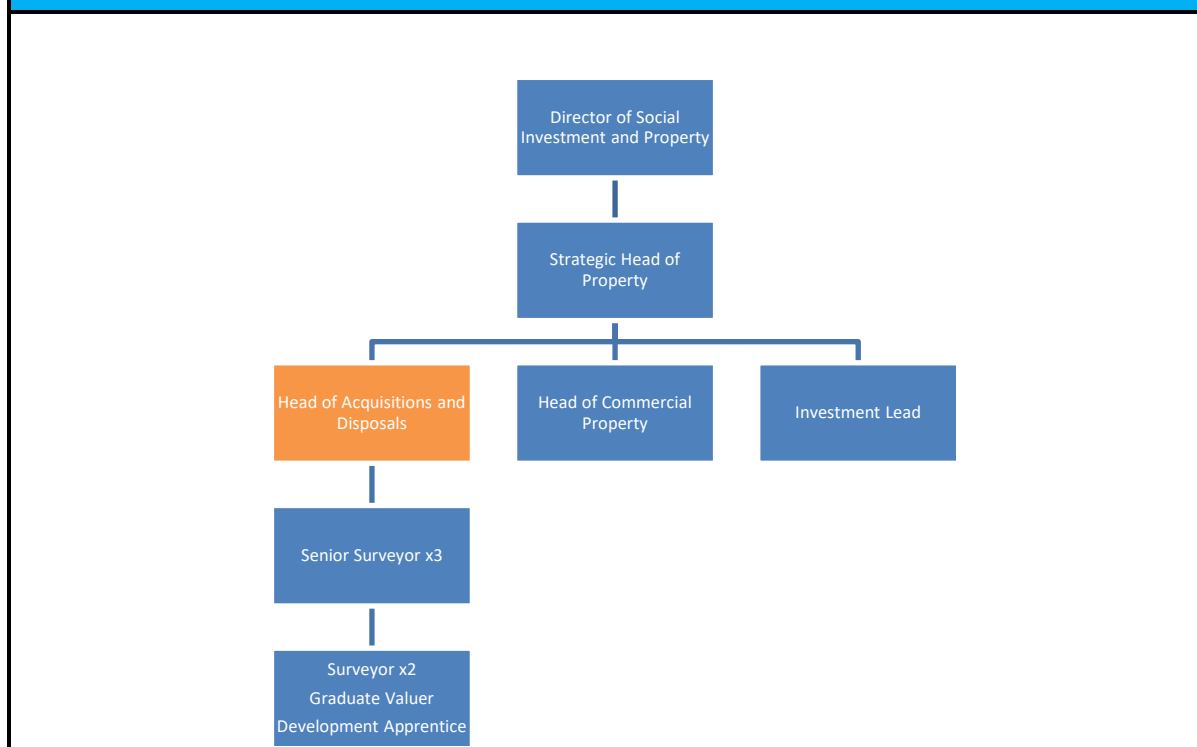 Director of Social
Investment and Property
Strategic Head of
Property
Head of Acquisitions and
Disposals
Head of Commercial
Property
Investment Lead
Senior Surveyor x3
Surveyor x2
Graduate Valuer
Development Apprentice